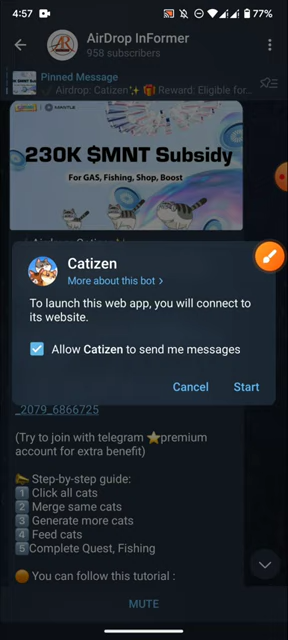 4:57
77%
AirDrop InFormer
958 subscribers
Pinned Message
Airdrop: Catizen✨ 🎁 Reward: Eligible for...
MANTLE
230K $MNT Subsidy
For GAS, Fishing, Shop, Boost
Catizen
More about this bot >
To launch this web app, you will connect to
its website.
Allow Catizen to send me messages
Cancel
Start
_2079_6866725
(Try to join with telegram ⭐premium
account for extra benefit)
Step-by-step guide:
1 Click all cats
2 Merge same cats
3 Generate more cats
4 Feed cats
5 Complete Quest, Fishing
🟠 You can follow this tutorial :
MUTE